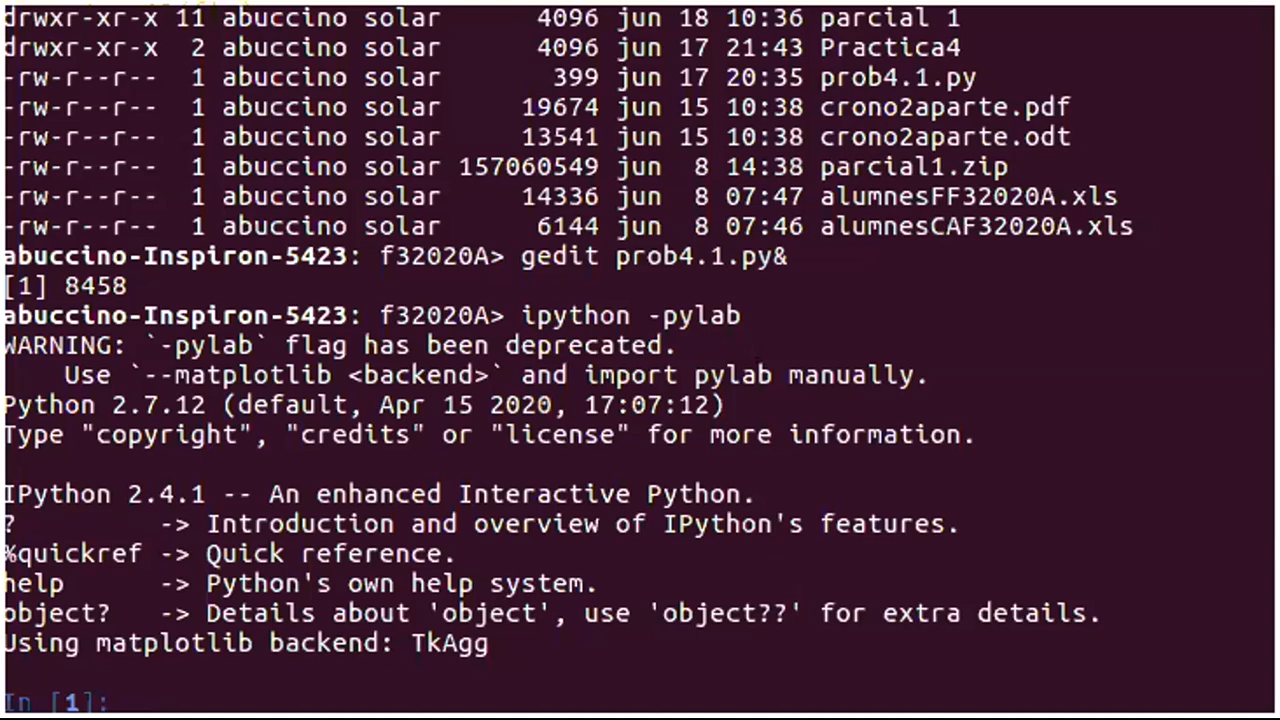 drwxr-xr-x 11 abuccino solar 4096 jun 18 10:36 parcial 1
drwxr-xr-x 2 abuccino solar 4096 jun 17 21:43 Practica4
-rw-r--r-- 1 abuccino solar 399 jun 17 20:35 prob4.1.py
-rw-r--r-- 1 abuccino solar 19674 jun 15 10:38 crono2aparte.pdf
-rw-r--r-- 1 abuccino solar 13541 jun 15 10:38 crono2aparte.odt
-rw-r--r-- 1 abuccino solar 157060549 jun 8 14:38 parcial1.zip
-rw-r--r-- 1 abuccino solar 14336 jun 8 07:47 alumnesFF32020A.xls
-rw-r--r-- 1 abuccino solar 6144 jun 8 07:46 alumnesCAF32020A.xls
abuccino-Inspiron-5423: f32020A> gedit prob4.1.py&
[1] 8458
abuccino-Inspiron-5423: f32020A> ipython -pylab
WARNING: `-pylab` flag has been deprecated.
Use `--matplotlib <backend>` and import pylab manually.
Python 2.7.12 (default, Apr 15 2020, 17:07:12)
Type "copyright", "credits" or "license" for more information.
IPython 2.4.1 -- An enhanced Interactive Python.
? -> Introduction and overview of IPython's features.
%quickref -> Quick reference.
help -> Python's own help system.
object? -> Details about 'object', use 'object??' for extra details.
Using matplotlib backend: TkAgg
In [1]: